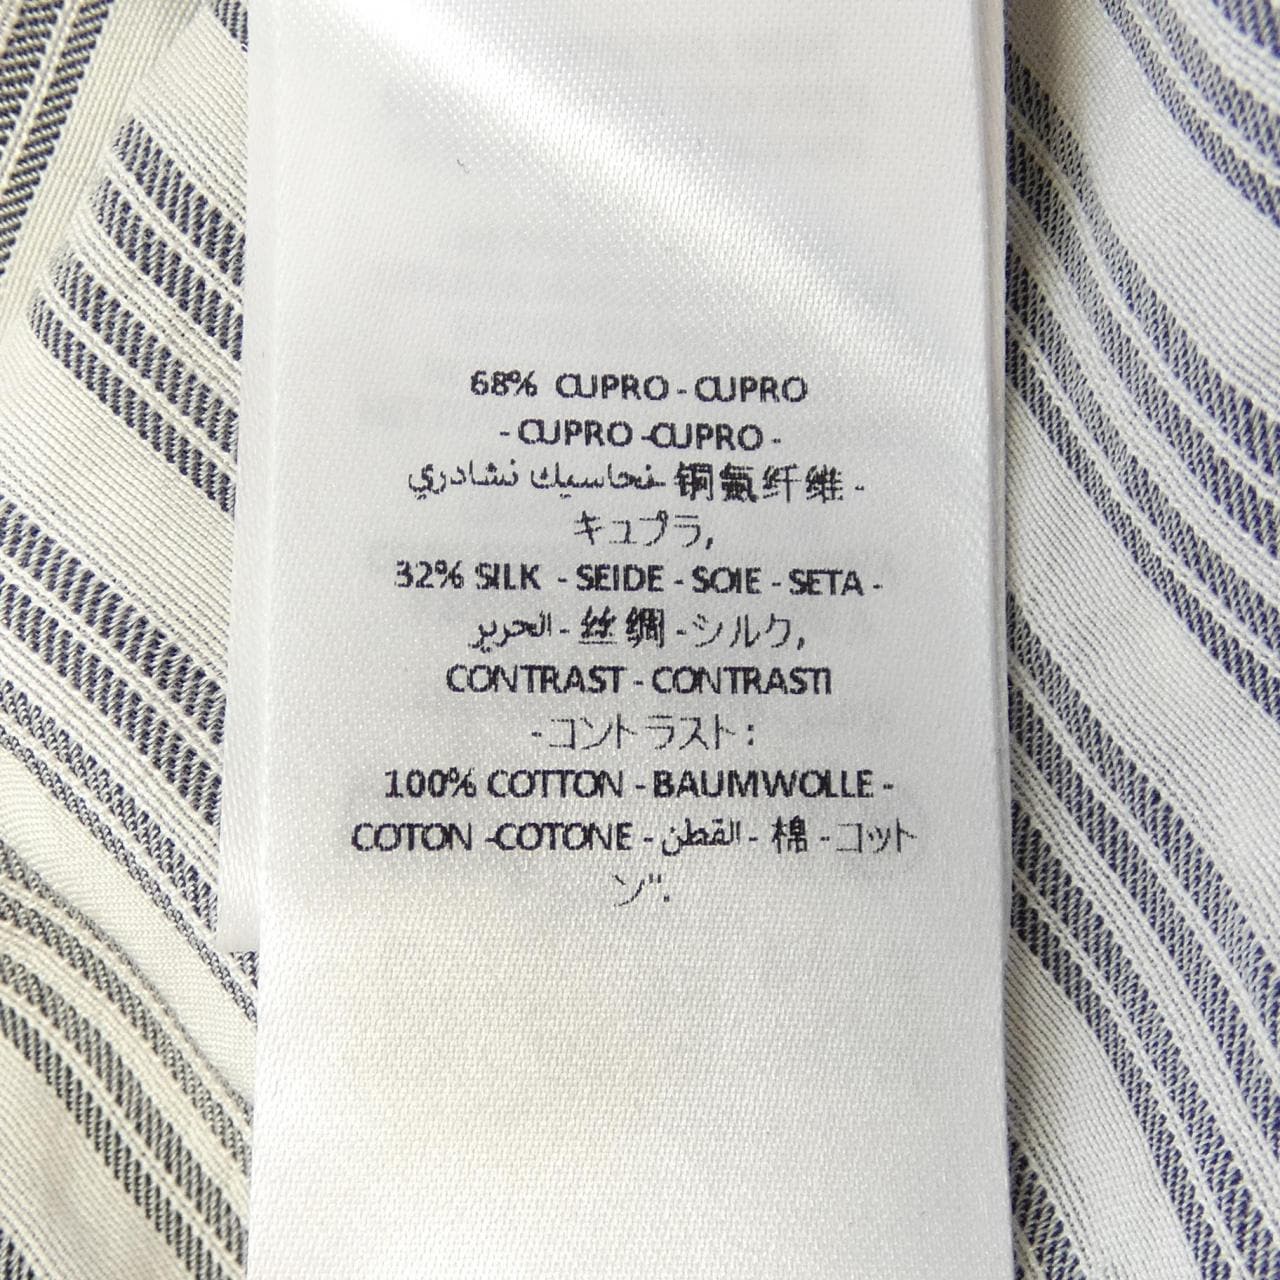 68% CUPRO - CUPRO
- CUPRO -CUPRO -
نحاسيك نشادري 铜氨纤维 -
キュプラ,
32% SILK - SEIDE - SOIE - SETA -
الحرير - 丝绸 - シルク,
CONTRAST - CONTRASTI
-コントラスト:
100% COTTON - BAUMWOLLE -
COTON -COTONE - القطن - 棉 - コット
ン".